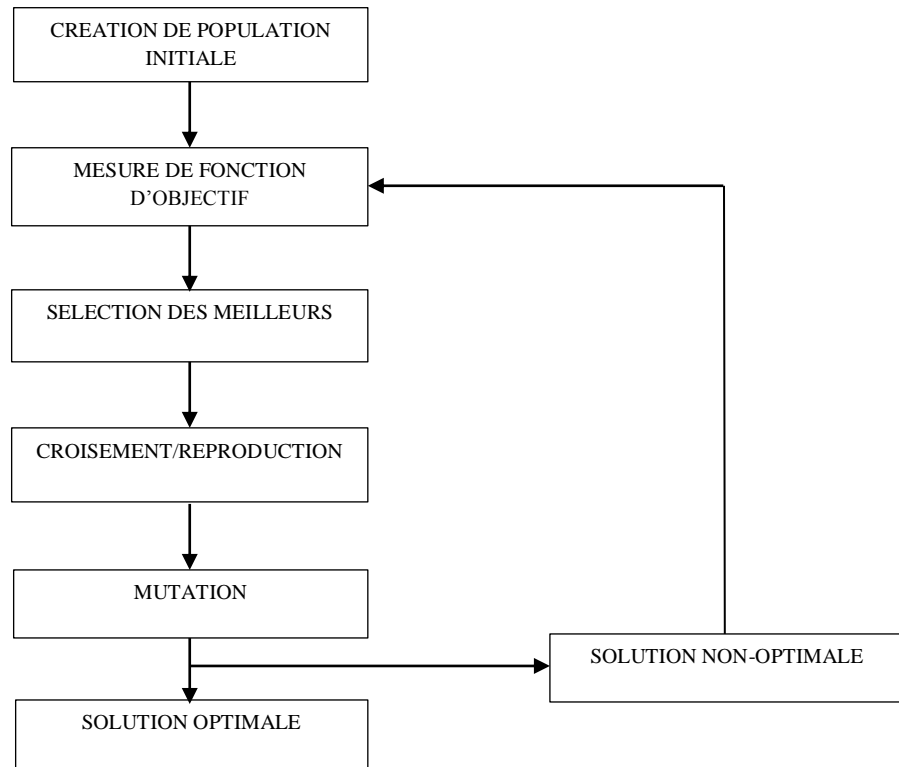 CREATION DE POPULATION
INITIALE
MESURE DE FONCTION
D’OBJECTIF
SELECTION DES MEILLEURS
CROISEMENT/REPRODUCTION
MUTATION
SOLUTION NON-OPTIMALE
SOLUTION OPTIMALE